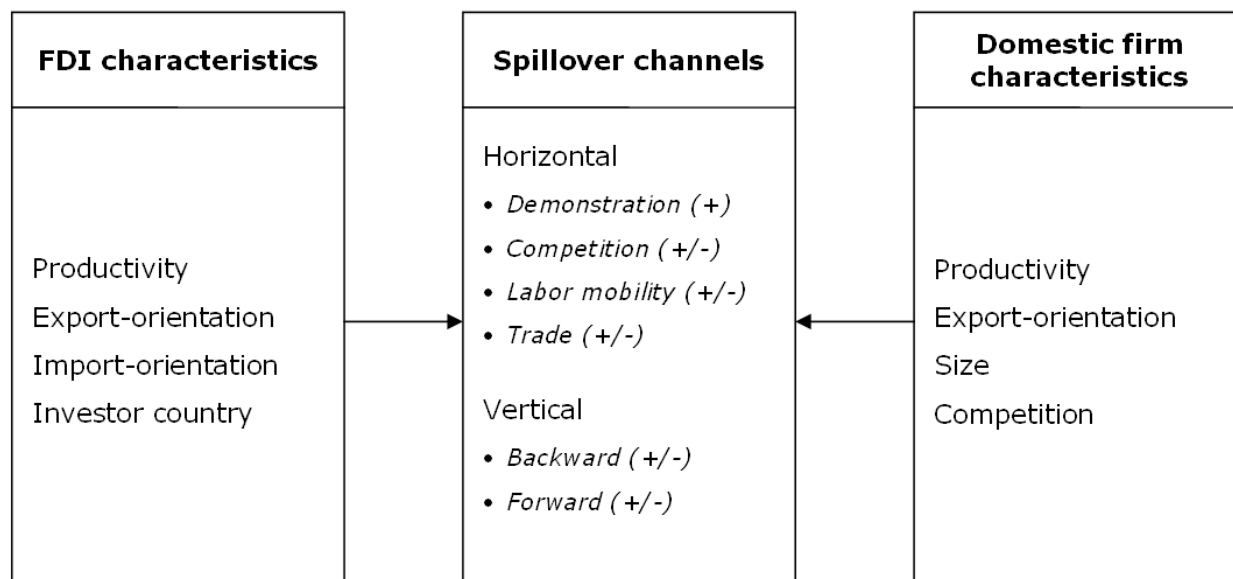 FDI characteristics
Productivity
Export-orientation
Import-orientation
Investor country
Spillover channels
Horizontal
• Demonstration (+)
• Competition (+/-)
• Labor mobility (+/-)
• Trade (+/-)
Vertical
• Backward (+/-)
• Forward (+/-)
Domestic firm
characteristics
Productivity
Export-orientation
Size
Competition